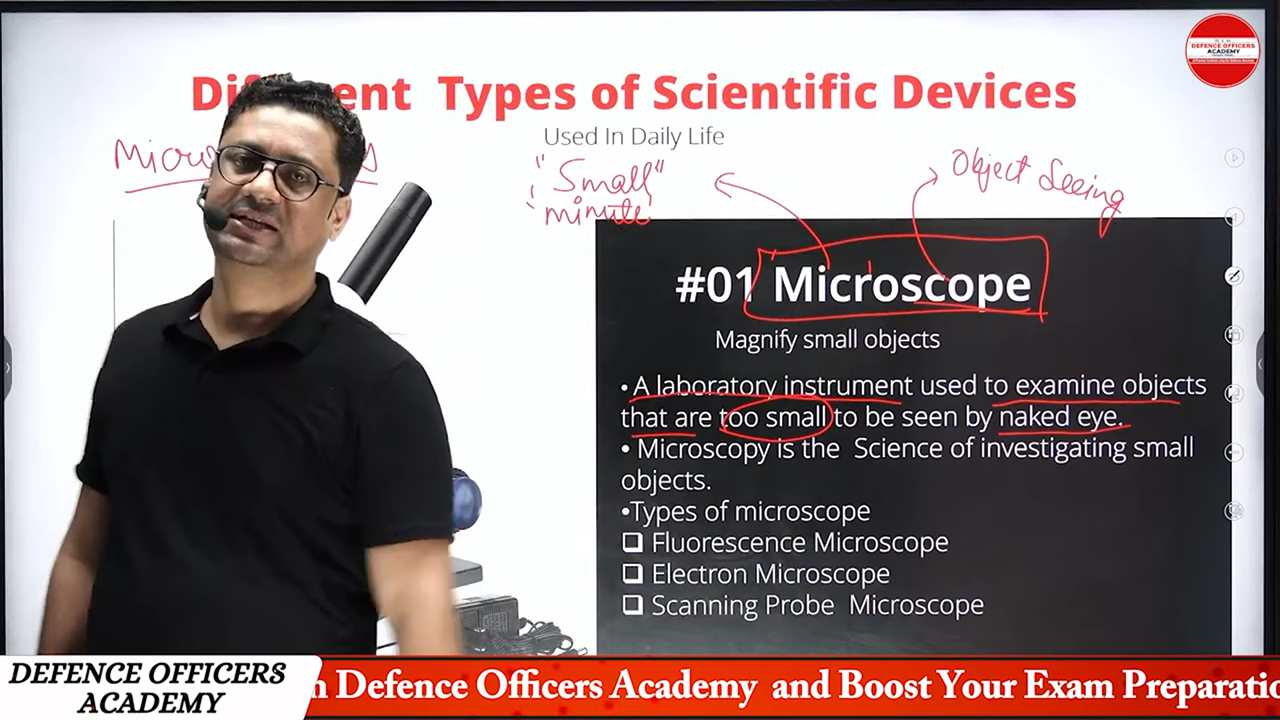 DEFENCE OFFICERS
ACADEMY
Different Types of Scientific Devices
Used In Daily Life
"Small"
minute
Object Seeing
#01 Microscope
Magnify small objects
• A laboratory instrument used to examine objects
that are too small to be seen by naked eye.
• Microscopy is the Science of investigating small
objects.
•Types of microscope
❑ Fluorescence Microscope
❑ Electron Microscope
❑ Scanning Probe Microscope
DEFENCE OFFICERS
ACADEMY
Defence Officers Academy and Boost Your Exam